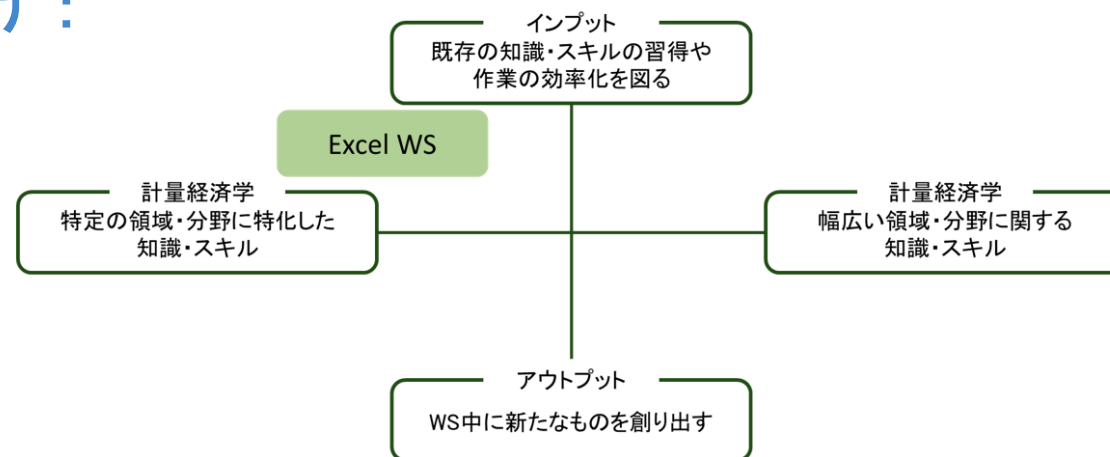 り！
インプット
既存の知識・スキルの習得や
作業の効率化を図る
Excel WS
計量経済学
特定の領域・分野に特化した
知識・スキル
計量経済学
幅広い領域・分野に関する
知識・スキル
アウトプット
WS中に新たなものを創り出す